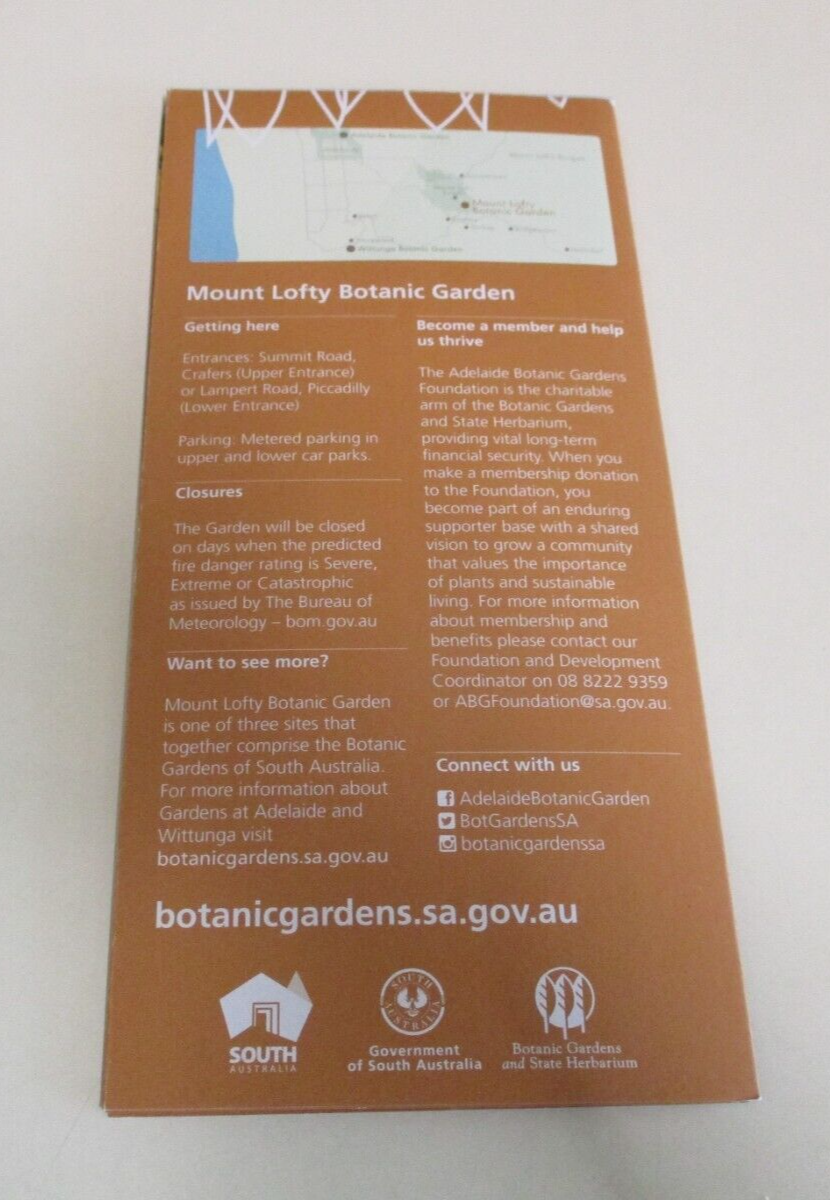 Adelaide Botanic Garden
Mount Lofty Ranges
Mount Lofty
Botanic Garden
Wittunga Botanic Garden
Mount Lofty Botanic Garden
Getting here
Entrances: Summit Road,
Crafers (Upper Entrance)
or Lampert Road, Piccadilly
(Lower Entrance)
Parking: Metered parking in
upper and lower car parks.
Closures
The Garden will be closed
on days when the predicted
fire danger rating is Severe,
Extreme or Catastrophic
as issued by The Bureau of
Meteorology – bom.gov.au
Want to see more?
Mount Lofty Botanic Garden
is one of three sites that
together comprise the Botanic
Gardens of South Australia.
For more information about
Gardens at Adelaide and
Wittunga visit
botanicgardens.sa.gov.au
Become a member and help
us thrive
The Adelaide Botanic Gardens
Foundation is the charitable
arm of the Botanic Gardens
and State Herbarium,
providing vital long-term
financial security. When you
make a membership donation
to the Foundation, you
become part of an enduring
supporter base with a shared
vision to grow a community
that values the importance
of plants and sustainable
living. For more information
about membership and
benefits please contact our
Foundation and Development
Coordinator on 08 8222 9359
or ABGFoundation@sa.gov.au.
Connect with us
AdelaideBotanicGarden
BotGardensSA
botanicgardenssa
botanicgardens.sa.gov.au
SOUTH
AUSTRALIA
SOUTH
AUSTRALIA
Government
of South Australia
Botanic Gardens
and State Herbarium